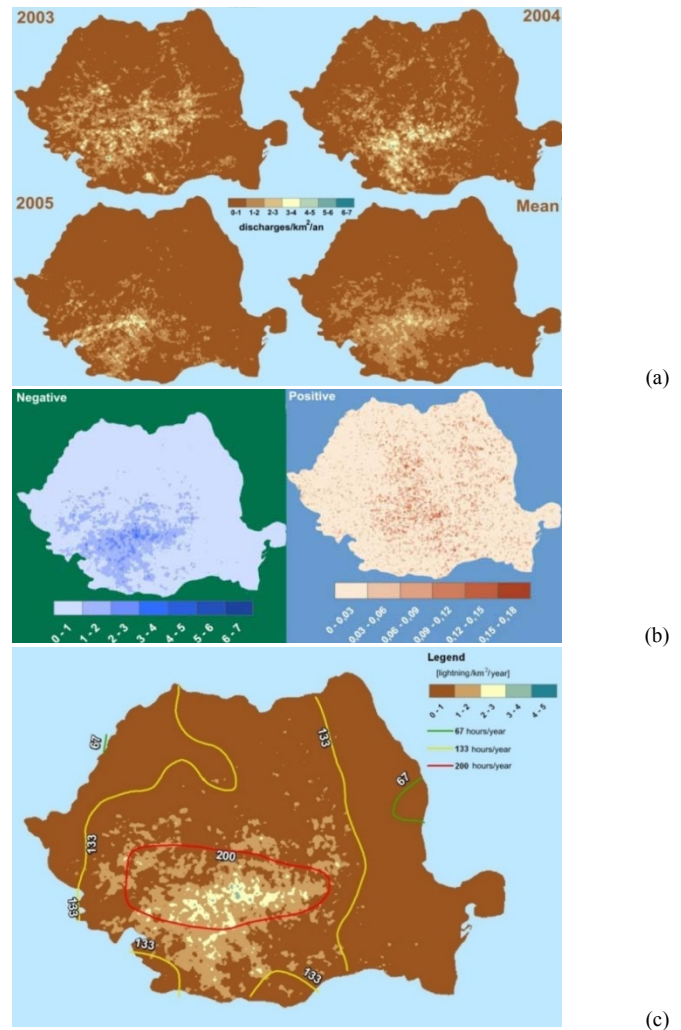 2003
2004
2005
Mean
0-1 1-2 2-3 3-4 4-5 5-6 6-7
discharges/km²/an
(a)
Negative
Positive
0 - 1 1 - 2 2 - 3 3 - 4 4 - 5 5 - 6 6 - 7
0 - 0,03 0,03 - 0,06 0,06 - 0,09 0,09 - 0,12 0,12 - 0,15 0,15 - 0,18
(b)
Legend
[lightning/km²/year]
0 - 1 1 - 2 2 - 3 3 - 4 4 - 5
67 hours/year
133 hours/year
200 hours/year
67
133
67
200
133
133
133
133
(c)